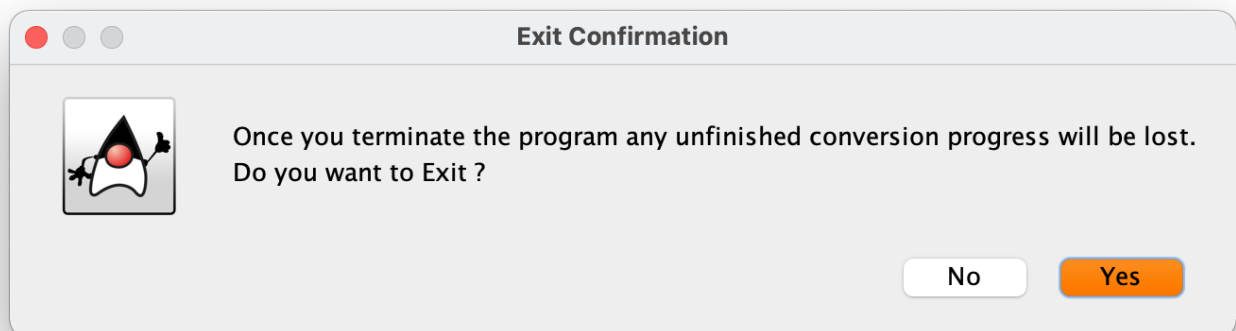 Exit Confirmation
Once you terminate the program any unfinished conversion progress will be lost.
Do you want to Exit ?
No
Yes